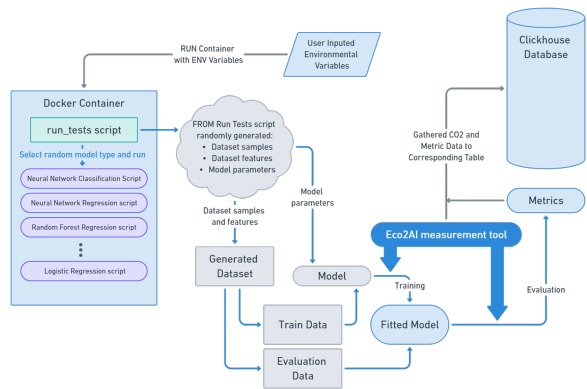 RUN Container
with ENV Variables
User Inputed
Environmental
Variables
Clickhouse
Database
Docker Container
run_tests script
Select random model type and run
Neural Network Classification Script
Neural Network Regression script
Random Forest Regression script
Logistic Regression script
FROM Run Tests script
randomly generated:
• Dataset samples
• Dataset features
• Model parameters
Gathered CO2 and
Metric Data to
Corresponding Table
Dataset samples
and features
Model
parameters
Metrics
Eco2AI measurement tool
Generated
Dataset
Model
Training
Evaluation
Train Data
Fitted Model
Evaluation
Data